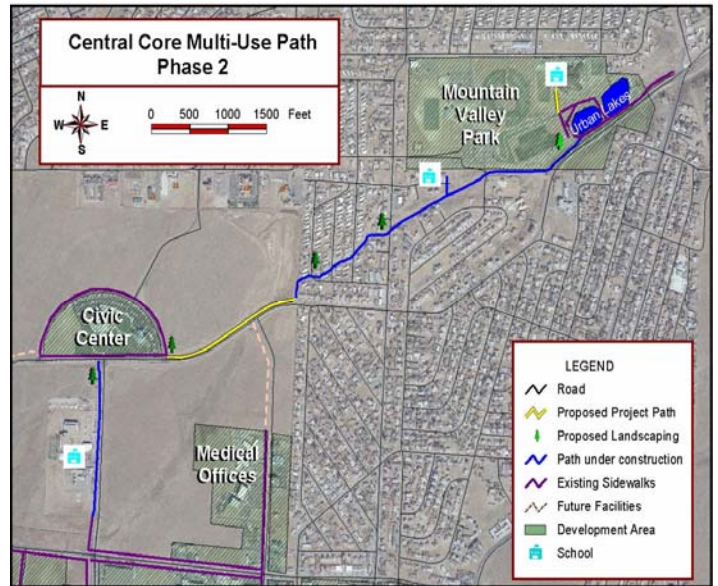 Central Core Multi-Use Path
Phase 2
N
W E
S
0 500 1000 1500 Feet
Mountain
Valley
Park
Urban Lakes
Civic
Center
Medical
Offices
LEGEND
Road
Proposed Project Path
Proposed Landscaping
Path under construction
Existing Sidewalks
Future Facilities
Development Area
School